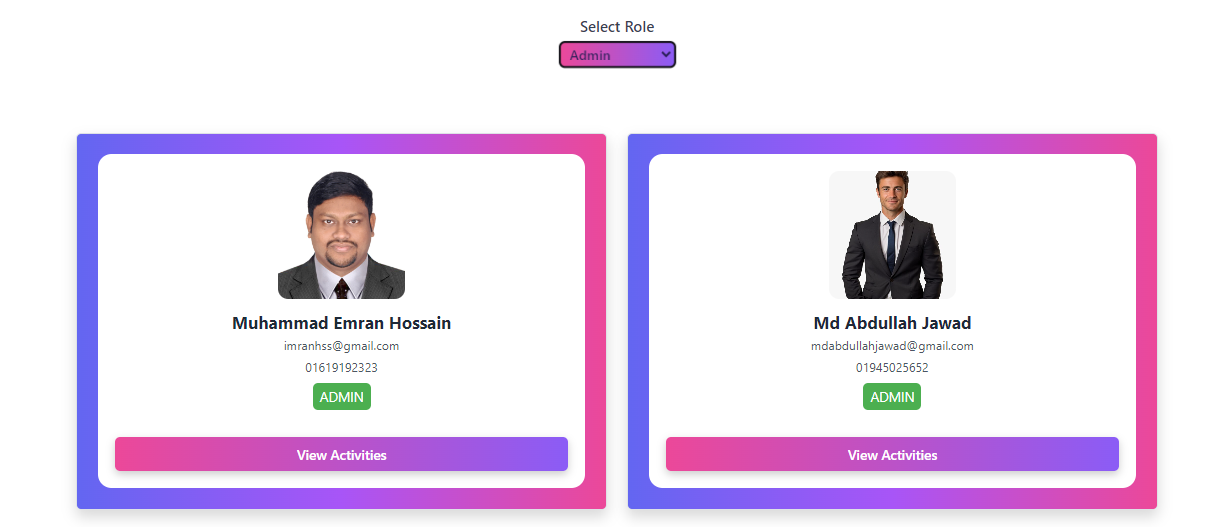 Select Role
Admin
Muhammad Emran Hossain
imranhss@gmail.com
01619192323
ADMIN
View Activities
Md Abdullah Jawad
mdabdullahjawad@gmail.com
01945025652
ADMIN
View Activities